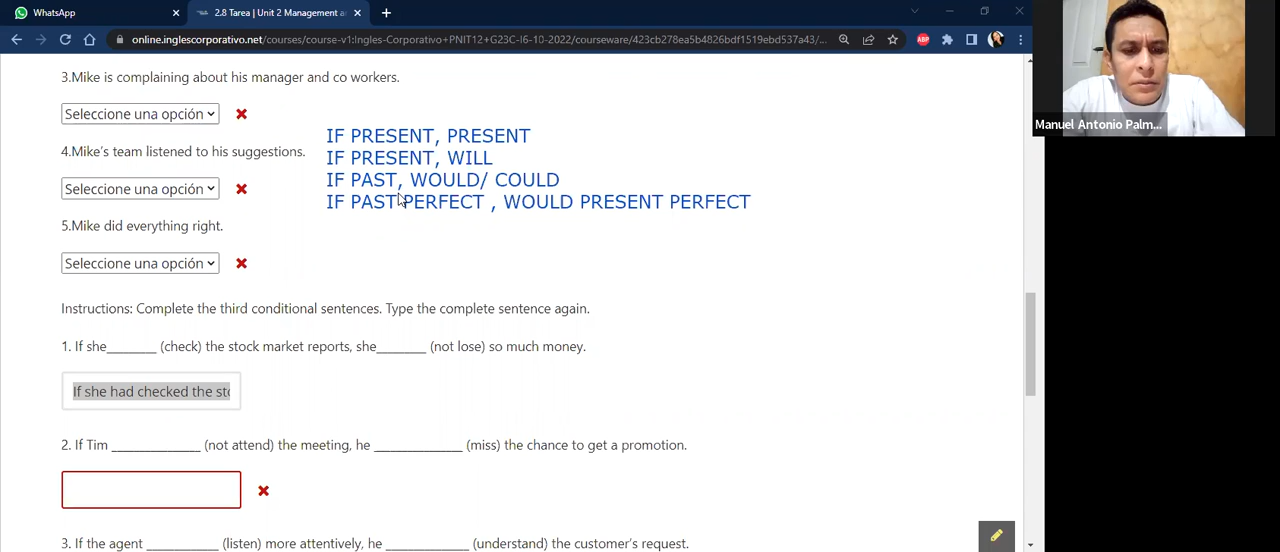 WhatsApp
2.8 Tarea | Unit 2 Management a
online.inglescorporativo.net/courses/course-v1:Ingles-Corporativo+PNIT12+G23C-I6-10-2022/courseware/423cb278ea5b4826bdf1519ebd537a43/...
ABP
3.Mike is complaining about his manager and co workers.
Seleccione una opción
IF PRESENT, PRESENT
4.Mike's team listened to his suggestions.
IF PRESENT, WILL
Seleccione una opción
IF PAST, WOULD/ COULD
IF PAST PERFECT , WOULD PRESENT PERFECT
5.Mike did everything right.
Seleccione una opción
Instructions: Complete the third conditional sentences. Type the complete sentence again.
1. If she________ (check) the stock market reports, she________ (not lose) so much money.
If she had checked the sto
2. If Tim ______________ (not attend) the meeting, he ______________ (miss) the chance to get a promotion.
3. If the agent ___________ (listen) more attentively, he _____________ (understand) the customer's request.
Manuel Antonio Palm...